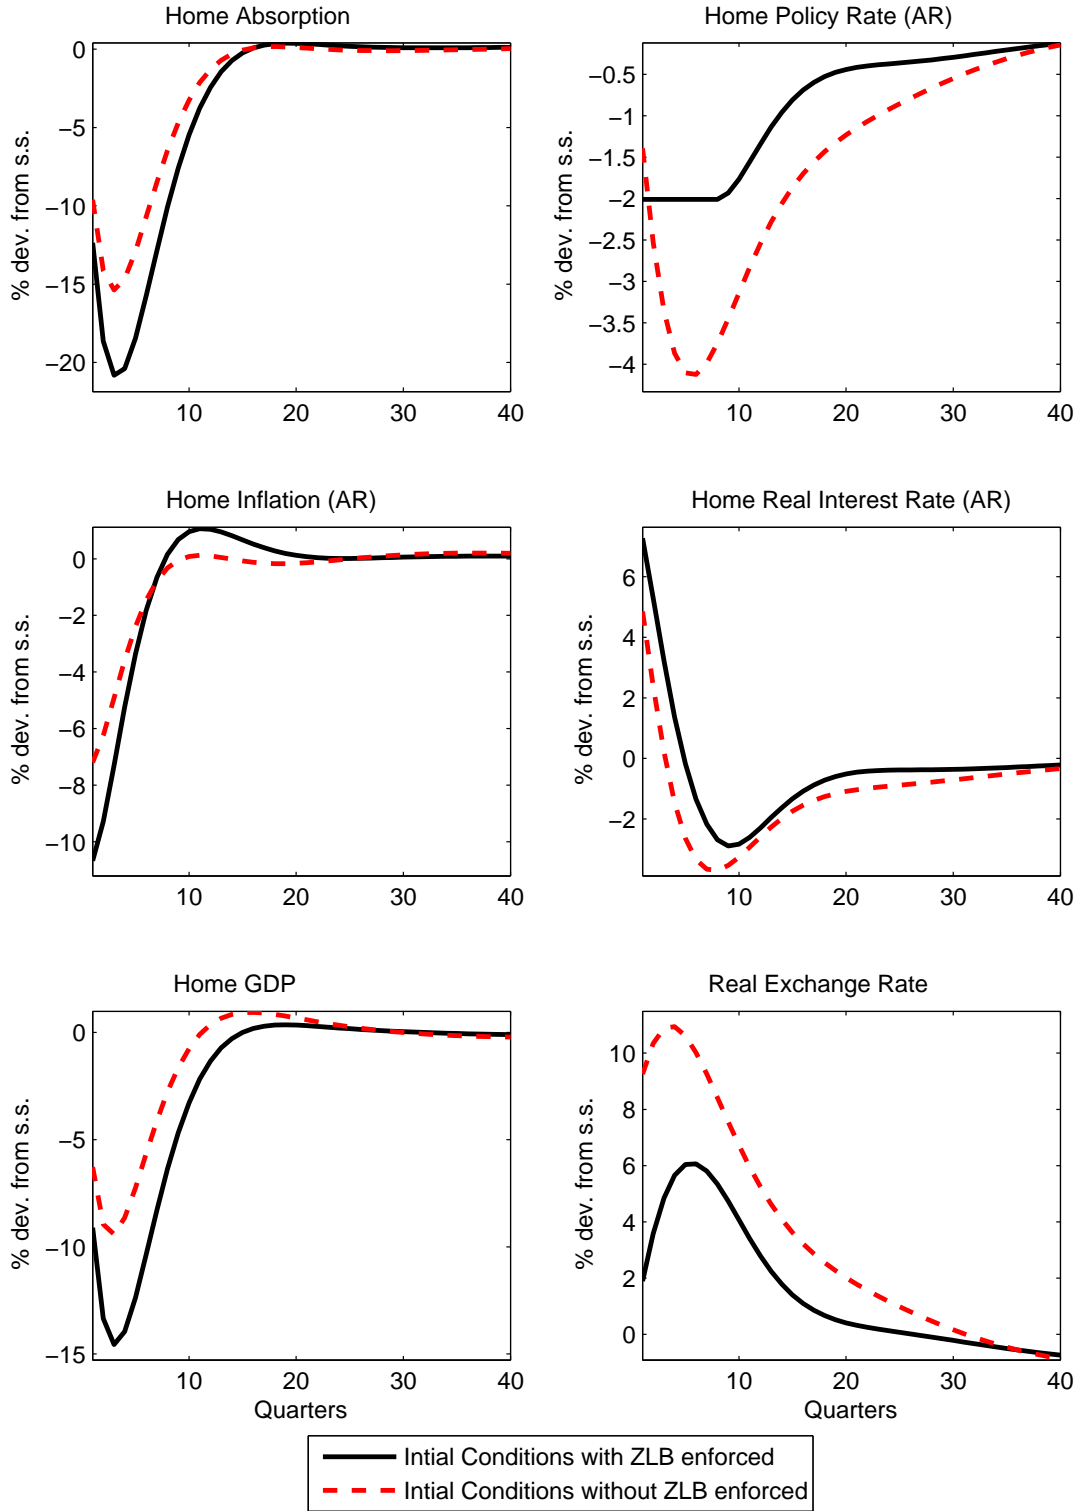 Home Absorption
% dev. from s.s.
0
−5
−10
−15
−20
10 20 30 40
Home Policy Rate (AR)
% dev. from s.s.
−0.5
−1
−1.5
−2
−2.5
−3
−3.5
−4
10 20 30 40
Home Inflation (AR)
% dev. from s.s.
0
−2
−4
−6
−8
−10
10 20 30 40
Home Real Interest Rate (AR)
% dev. from s.s.
6
4
2
0
−2
10 20 30 40
Home GDP
% dev. from s.s.
0
−5
−10
−15
10 20 30 40
Quarters
Real Exchange Rate
% dev. from s.s.
10
8
6
4
2
0
10 20 30 40
Quarters
Intial Conditions with ZLB enforced
Intial Conditions without ZLB enforced